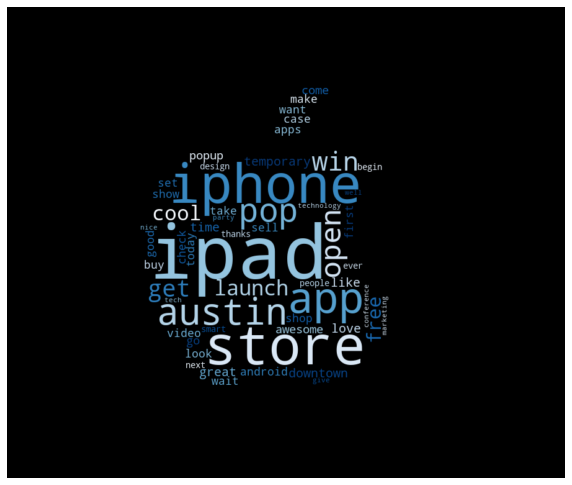 come
make
want
case
apps
popup
temporary
win
design
begin
iphone
set
show
sell
cool
take
pop
technology
first
party
nice
time
sell
open
good
check
today
thanks
ipad
buy
ever
people
like
get
launch
app
conference
marketing
tech
austin
shop
free
video
smart
awesome
love
go
store
look
next
great
android
downtown
wait
give